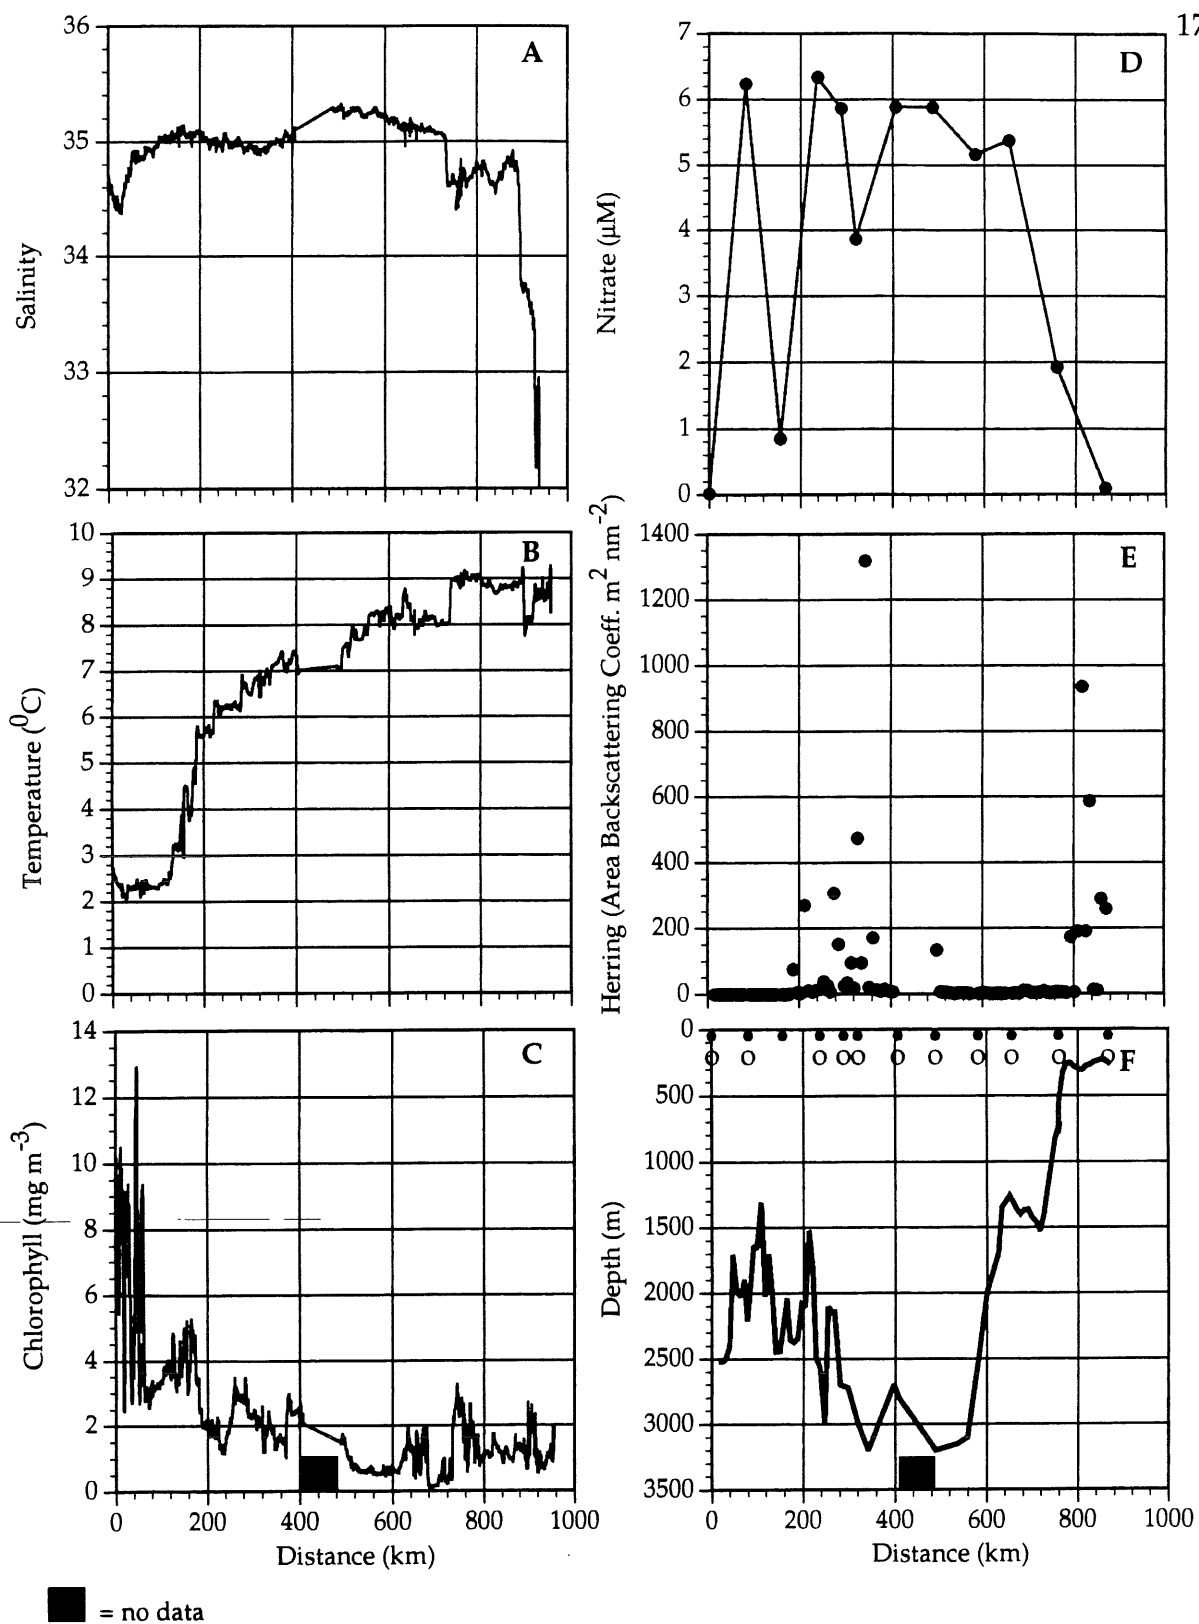 17
36
35
34
33
32
Salinity
A
7
6
5
4
3
2
1
0
Nitrate (μM)
D
10
9
8
7
6
5
4
3
2
1
0
Temperature (⁰C)
B
1400
1200
1000
800
600
400
200
0
Herring (Area Backscattering Coeff. m² nm⁻²)
E
14
12
10
8
6
4
2
0
Chlorophyll (mg m⁻³)
C
0 200 400 600 800 1000
Distance (km)
0
500
1000
1500
2000
2500
3000
3500
Depth (m)
F
0 200 400 600 800 1000
Distance (km)
= no data